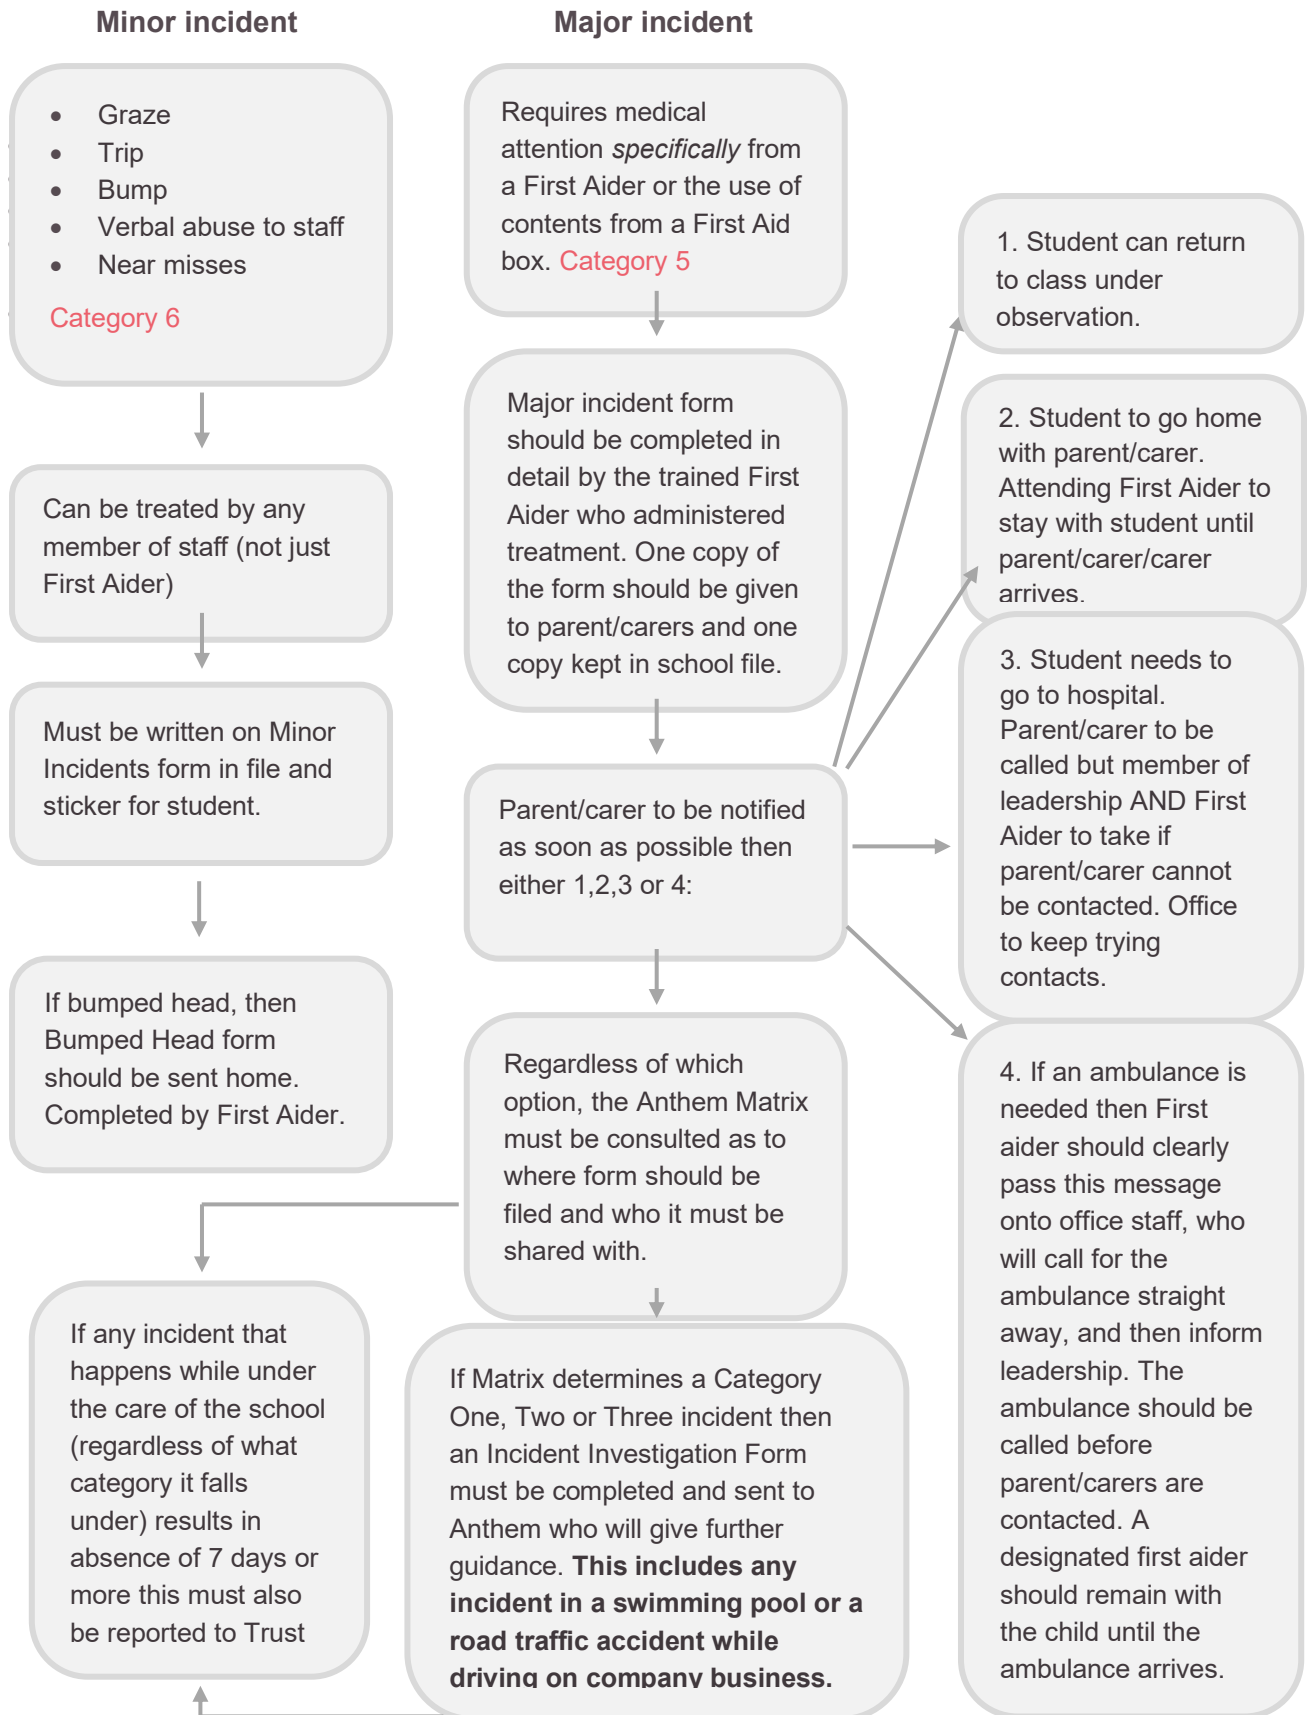 Minor incident
• Graze
• Trip
• Bump
• Verbal abuse to staff
• Near misses
Category 6
Can be treated by any
member of staff (not just
First Aider)
Must be written on Minor
Incidents form in file and
sticker for student.
If bumped head, then
Bumped Head form
should be sent home.
Completed by First Aider.
If any incident that
happens while under
the care of the school
(regardless of what
category it falls
under) results in
absence of 7 days or
more this must also
be reported to Trust
Major incident
Requires medical
attention specifically from
a First Aider or the use of
contents from a First Aid
box. Category 5
Major incident form
should be completed in
detail by the trained First
Aider who administered
treatment. One copy of
the form should be given
to parent/carers and one
copy kept in school file.
Parent/carer to be notified
as soon as possible then
either 1,2,3 or 4:
Regardless of which
option, the Anthem Matrix
must be consulted as to
where form should be
filed and who it must be
shared with.
If Matrix determines a Category
One, Two or Three incident then
an Incident Investigation Form
must be completed and sent to
Anthem who will give further
guidance. This includes any
incident in a swimming pool or a
road traffic accident while
driving on company business.
1. Student can return
to class under
observation.
2. Student to go home
with parent/carer.
Attending First Aider to
stay with student until
parent/carer/carer
arrives.
3. Student needs to
go to hospital.
Parent/carer to be
called but member of
leadership AND First
Aider to take if
parent/carer cannot
be contacted. Office
to keep trying
contacts.
4. If an ambulance is
needed then First
aider should clearly
pass this message
onto office staff, who
will call for the
ambulance straight
away, and then inform
leadership. The
ambulance should be
called before
parent/carers are
contacted. A
designated first aider
should remain with
the child until the
ambulance arrives.